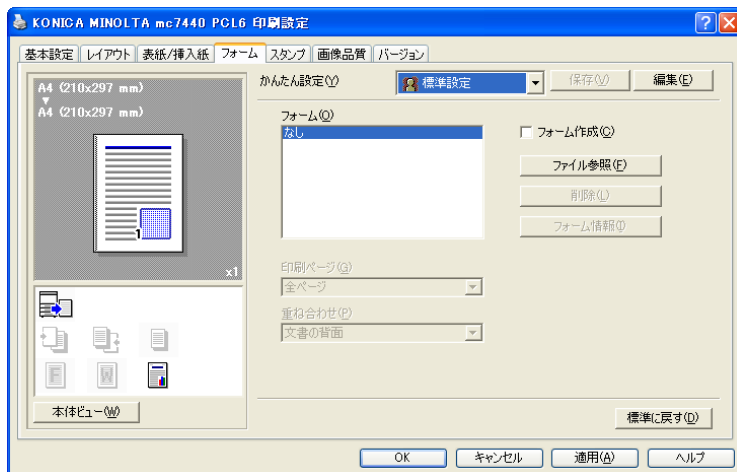 KONICA MINOLTA mc7440 PCL6 印刷設定
基本設定 レイアウト 表紙/挿入紙 フォーム スタンプ 画像品質 バージョン
A4 (210x297 mm)
A4 (210x297 mm)
1
x1
F W
本体ビュー(W)
かんたん設定(Y) 標準設定 保存(V) 編集(E)
フォーム(O)
なし
フォーム作成(C)
ファイル参照(F)
削除(L)
フォーム情報(I)
印刷ページ(G)
全ページ
重ね合わせ(P)
文書の背面
標準に戻す(D)
OK キャンセル 適用(A) ヘルプ